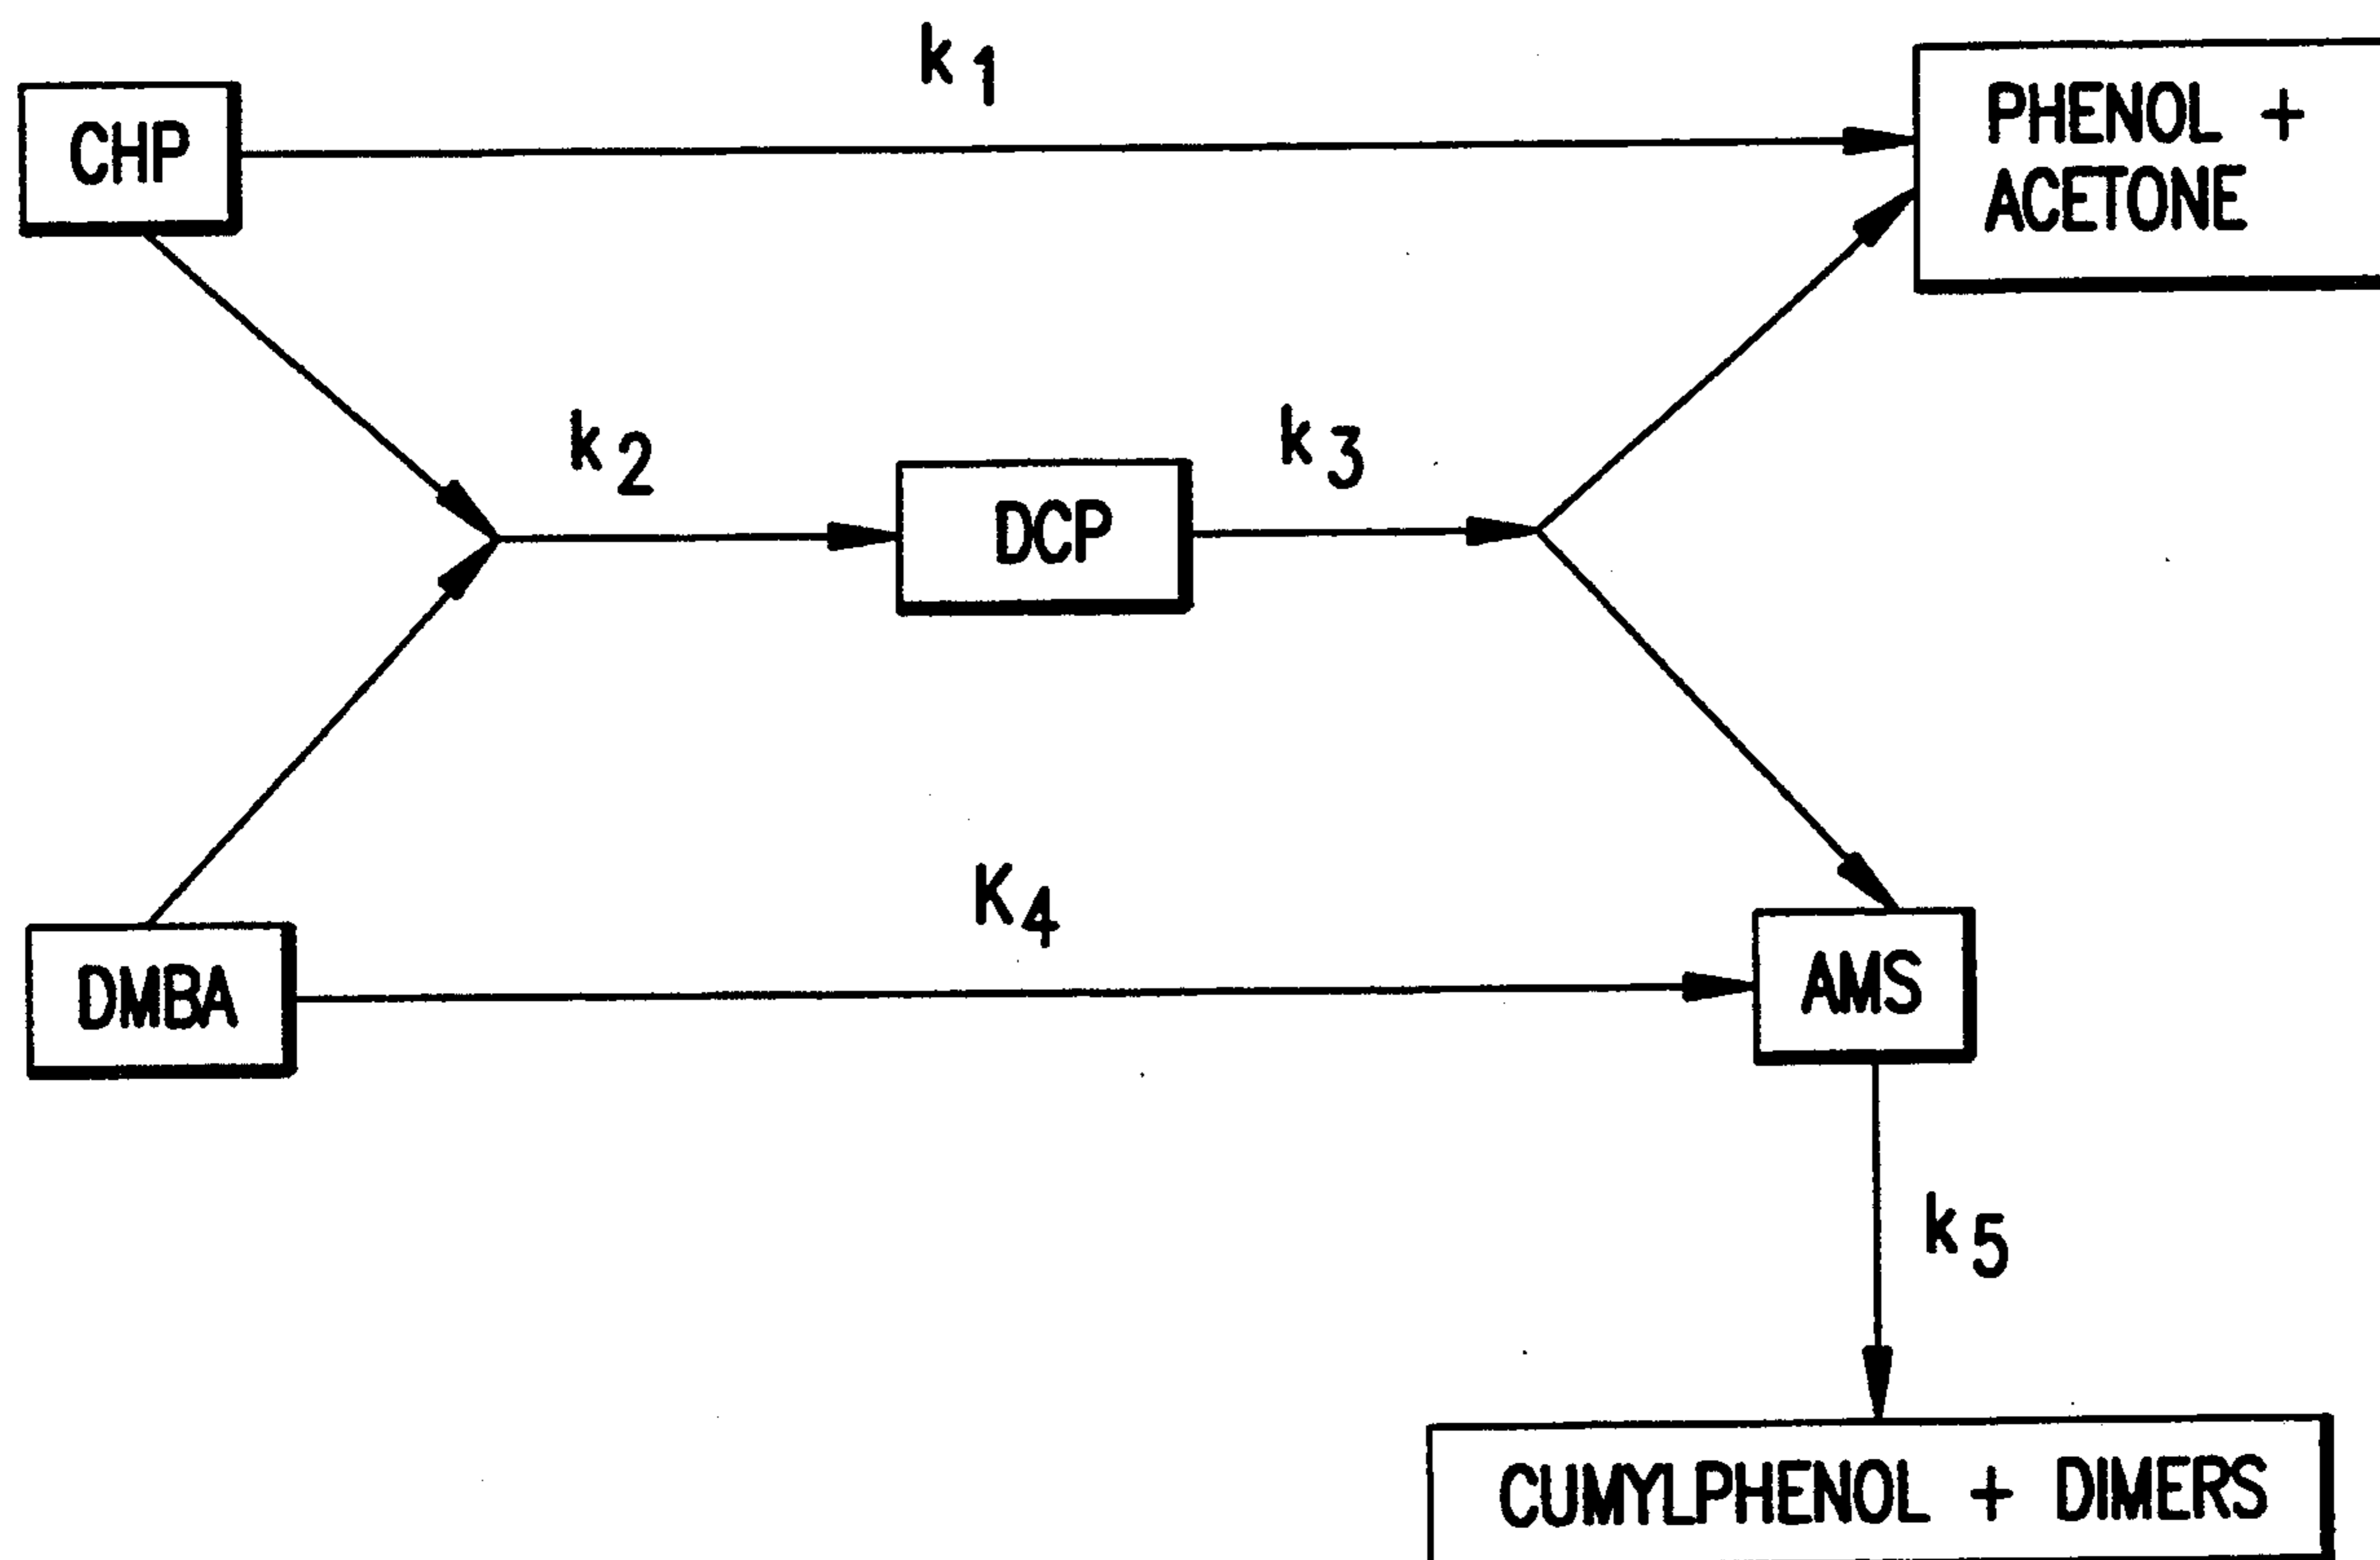 k1
CHP
PHENOL +
ACETONE
k2
k3
DCP
K4
DMBA
AMS
k5
CUMYLPHENOL + DIMERS